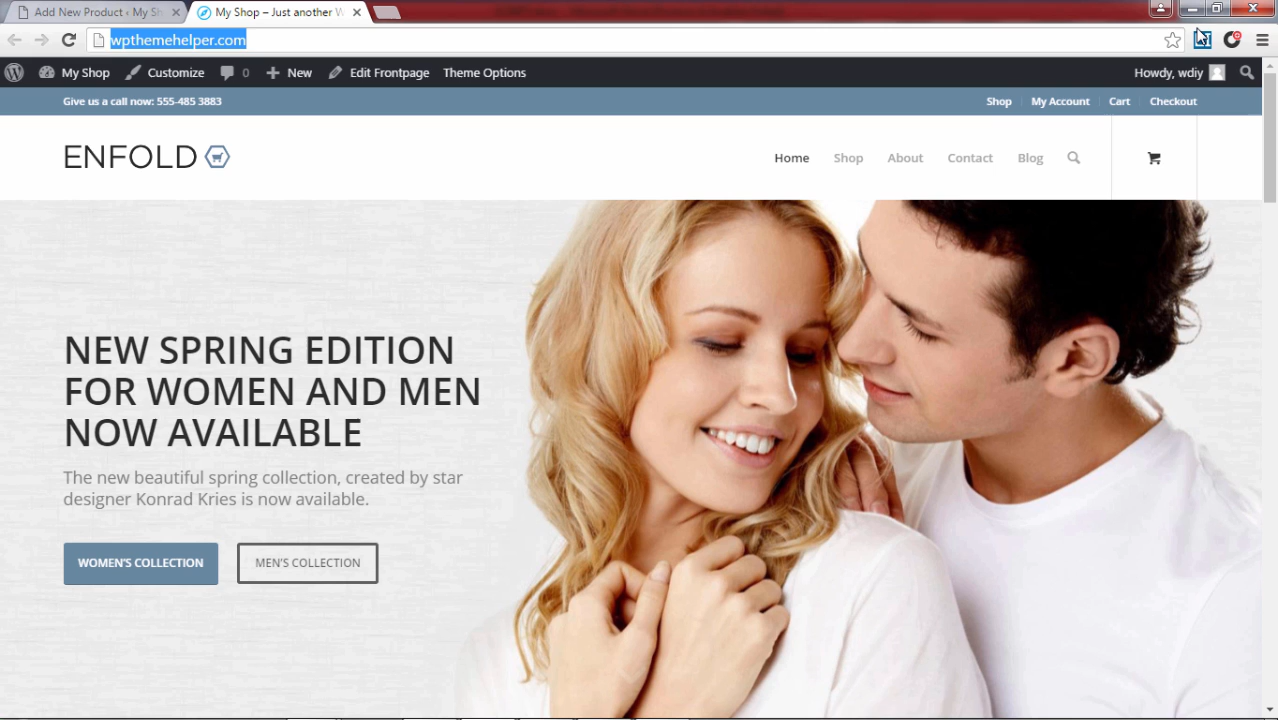 Add New Product ‹ My Sh
My Shop – Just another W
wpthemehelper.com
My Shop
Customize
0
New
Edit Frontpage
Theme Options
Howdy, wdiy
Give us a call now: 555-485 3883
Shop
My Account
Cart
Checkout
ENFOLD
Home
Shop
About
Contact
Blog
NEW SPRING EDITION
FOR WOMEN AND MEN
NOW AVAILABLE
The new beautiful spring collection, created by star
designer Konrad Kries is now available.
WOMEN'S COLLECTION
MEN'S COLLECTION